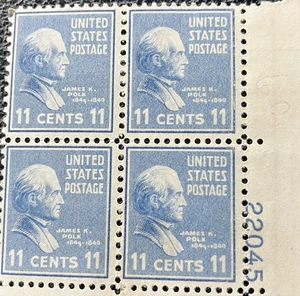 UNITED
STATES
POSTAGE
JAMES K.
POLK
1845-1849
11 CENTS 11
UNITED
STATES
POSTAGE
JAMES K.
POLK
1845-1849
11 CENTS 11
UNITED
STATES
POSTAGE
JAMES K.
POLK
1845-1849
11 CENTS 11
UNITED
STATES
POSTAGE
JAMES K.
POLK
1845-1849
11 CENTS 11
22045